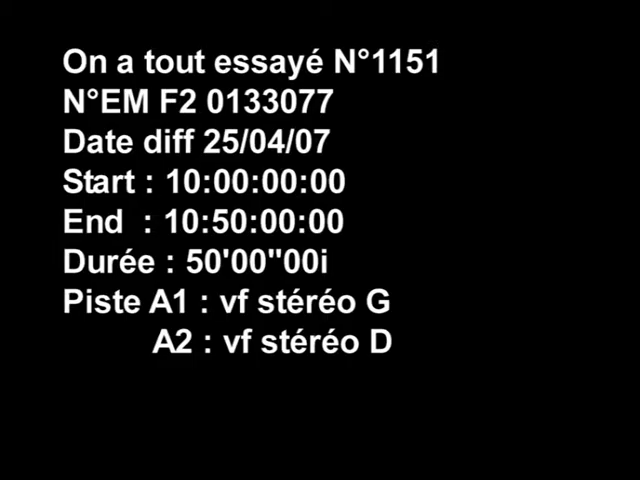 On a tout essayé N°1151
N°EM F2 0133077
Date diff 25/04/07
Start : 10:00:00:00
End  : 10:50:00:00
Durée : 50'00"00i
Piste A1 : vf stéréo G
A2 : vf stéréo D